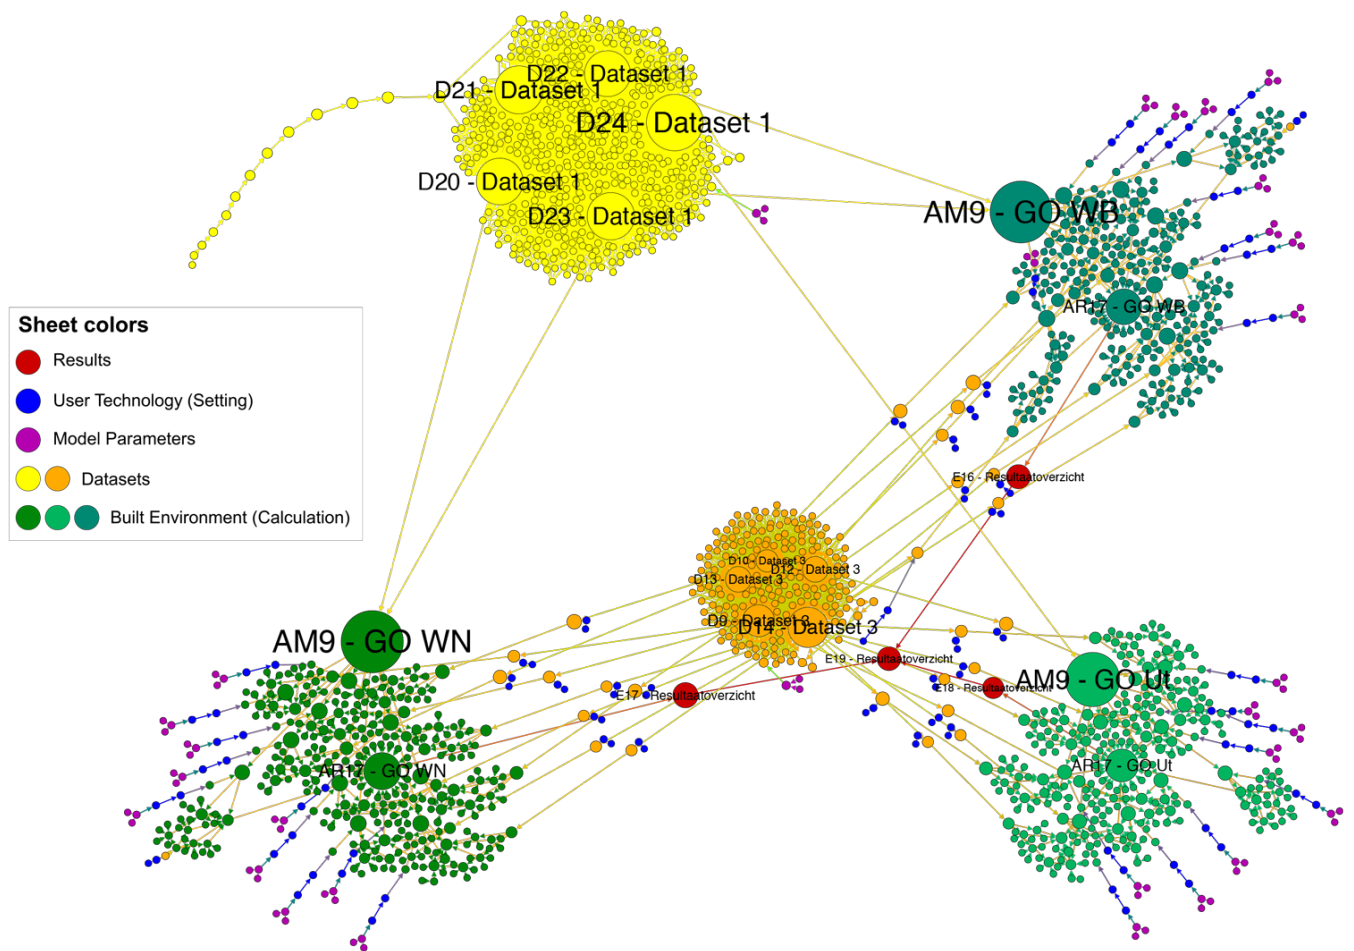 D22 - Dataset 1
D21 - Dataset 1
D24 - Dataset 1
D20 - Dataset 1
D23 - Dataset 1
AM9 - GO WB
AR17 - GO WB
Sheet colors
Results
User Technology (Setting)
Model Parameters
Datasets
Built Environment (Calculation)
E16 - Resultaatoverzicht
D10 - Dataset 3
D12 - Dataset 3
D13 - Dataset 3
D9 - Dataset 3
D14 - Dataset 3
AM9 - GO WN
E19 - Resultaatoverzicht
AM9 - GO Ut
E18 - Resultaatoverzicht
E17 - Resultaatoverzicht
AR17 - GO WN
AR17 - GO Ut